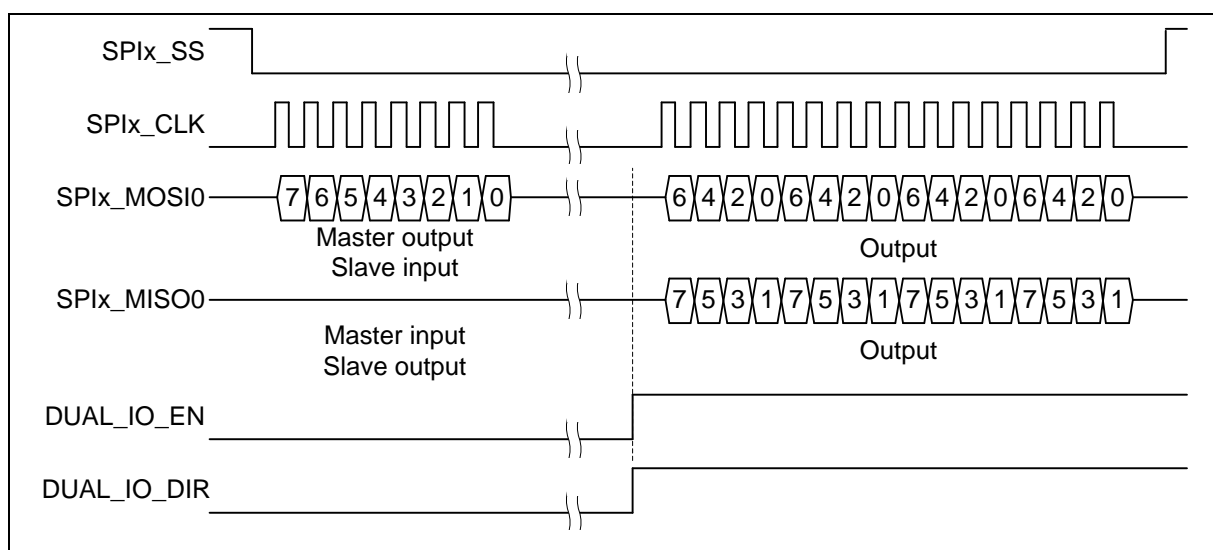 SPIx_SS
SPIx_CLK
SPIx_MOSI0
7 6 5 4 3 2 1 0
6 4 2 0 6 4 2 0 6 4 2 0 6 4 2 0
Master output
Slave input
Output
SPIx_MISO0
7 5 3 1 7 5 3 1 7 5 3 1 7 5 3 1
Master input
Slave output
Output
DUAL_IO_EN
DUAL_IO_DIR